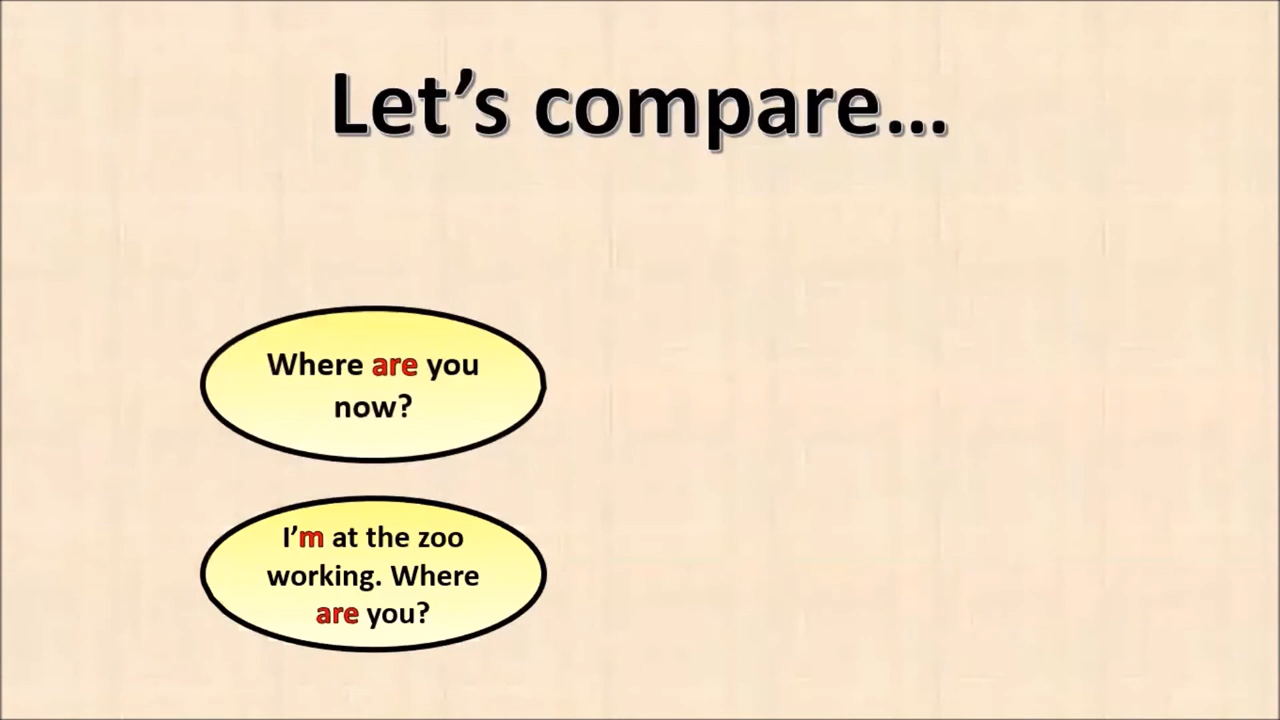 Let’s compare...
Where are you
now?
I’m at the zoo
working. Where
are you?